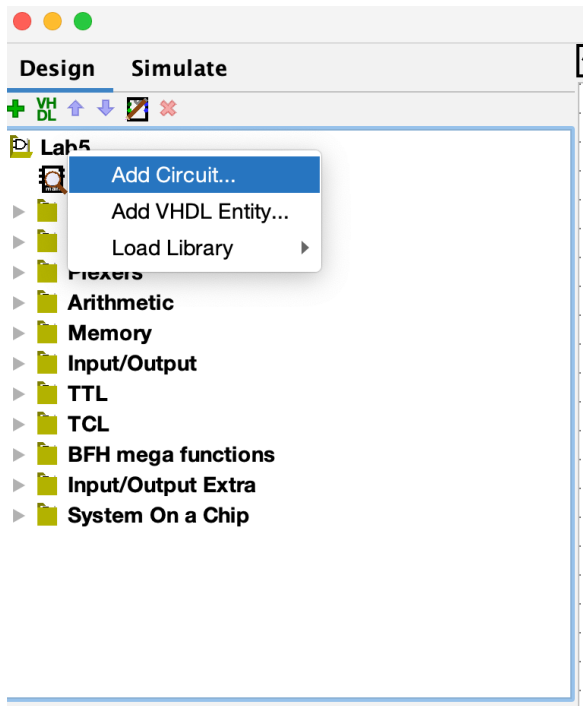 Design Simulate
VH
DL
Lab5
Add Circuit...
Add VHDL Entity...
Load Library
Plexers
Arithmetic
Memory
Input/Output
TTL
TCL
BFH mega functions
Input/Output Extra
System On a Chip